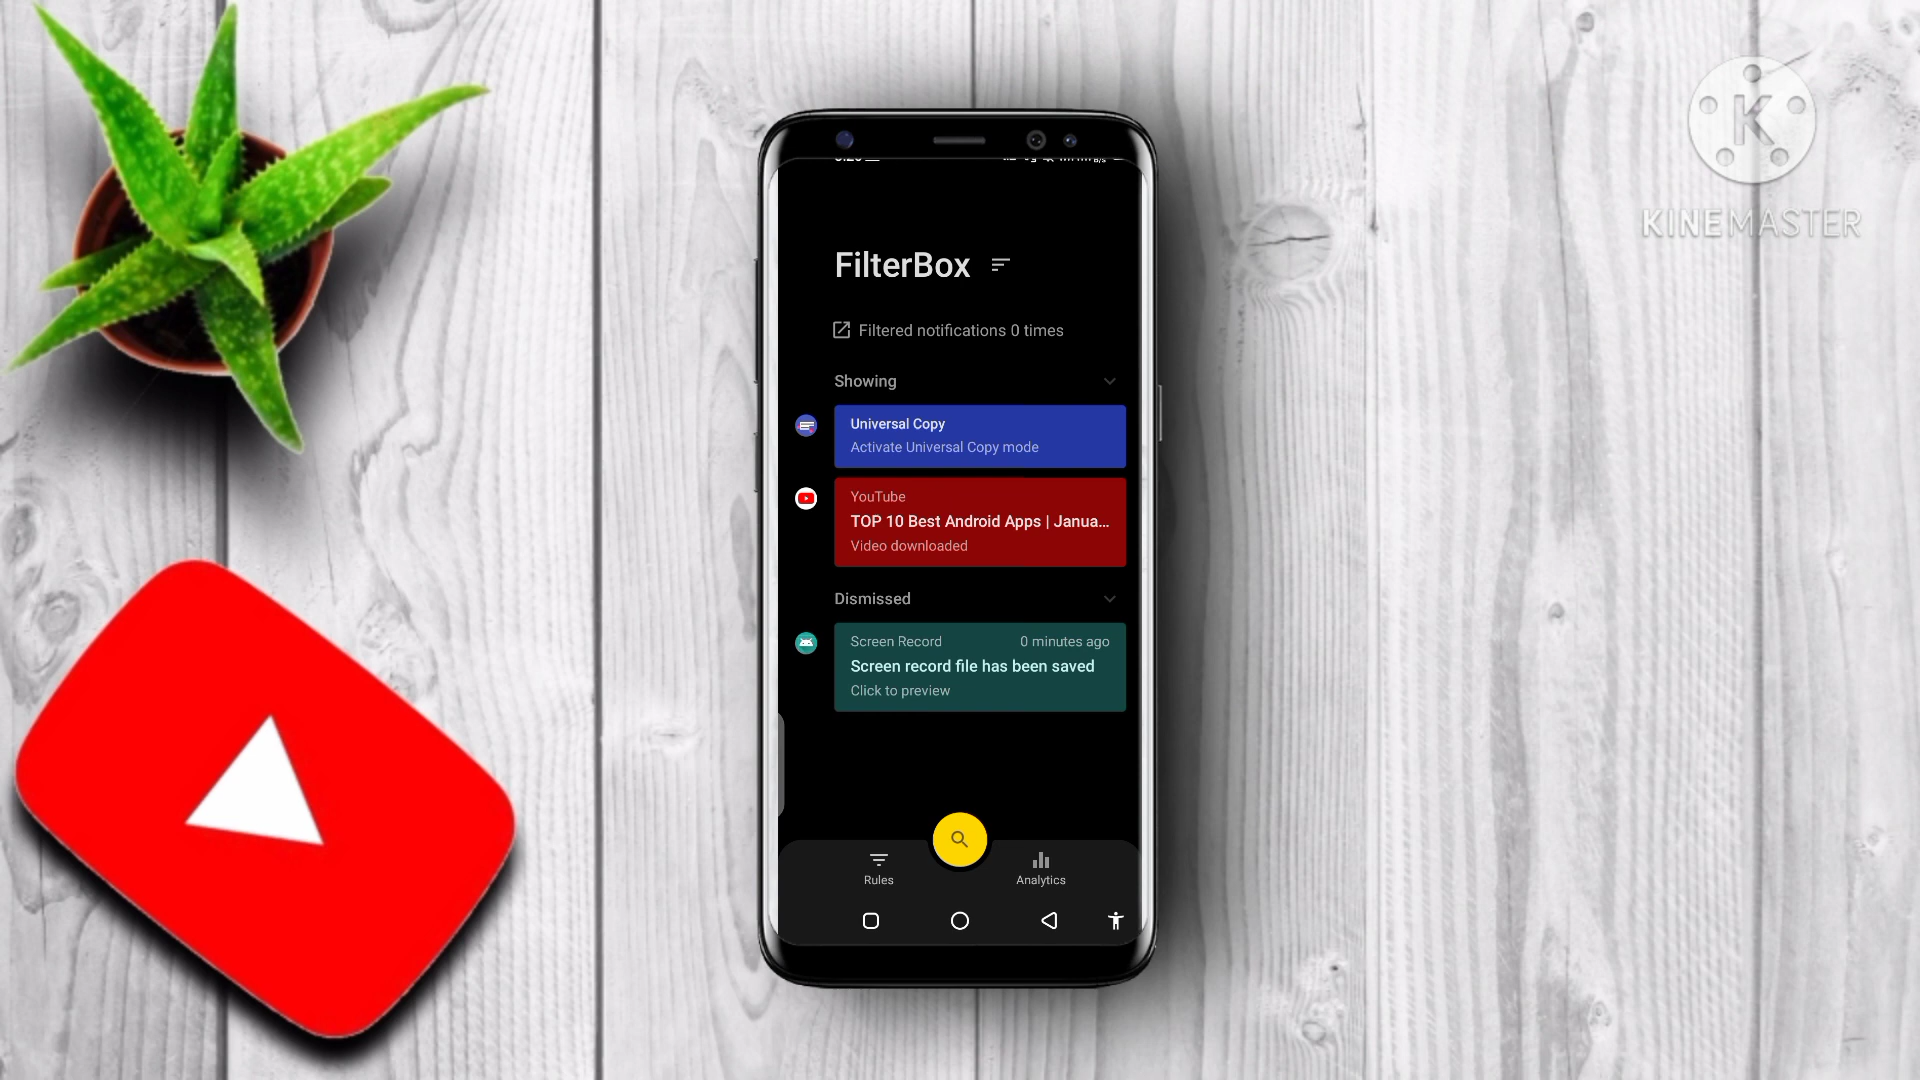 KINEMASTER
FilterBox
Filtered notifications 0 times
Showing
Universal Copy
Activate Universal Copy mode
YouTube
TOP 10 Best Android Apps | Janua...
Video downloaded
Dismissed
Screen Record 0 minutes ago
Screen record file has been saved
Click to preview
Rules Analytics